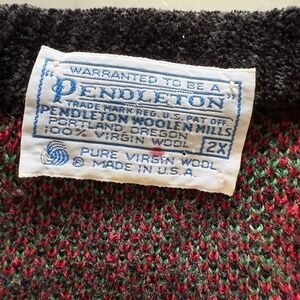 WARRANTED TO BE A
"PENDLETON"
TRADE MARK REG. U.S. PAT OFF.
PENDLETON WOOLEN MILLS
PORTLAND, OREGON
100% VIRGIN WOOL
2X
PURE VIRGIN WOOL
® MADE IN U.S.A.